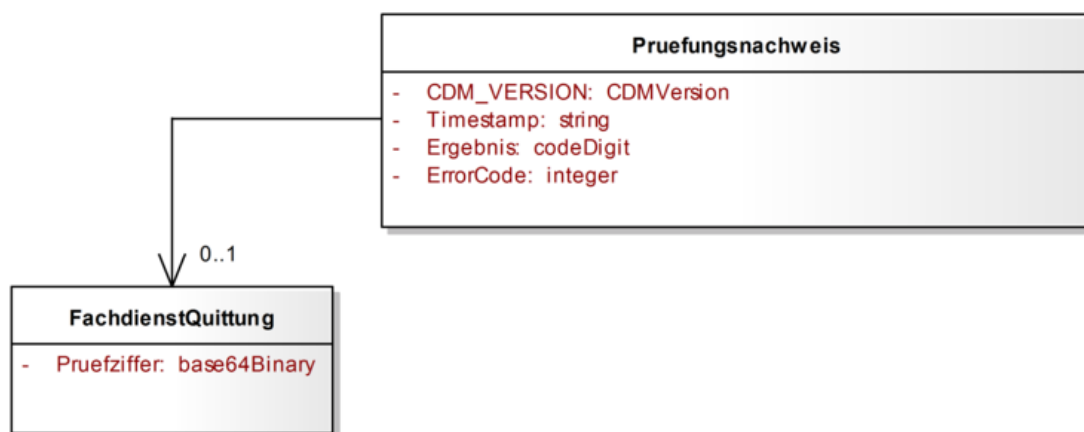 Pruefungsnachweis
- CDM_VERSION: CDMVersion
- Timestamp: string
- Ergebnis: codeDigit
- ErrorCode: integer
0..1
FachdienstQuittung
- Pruefziffer: base64Binary